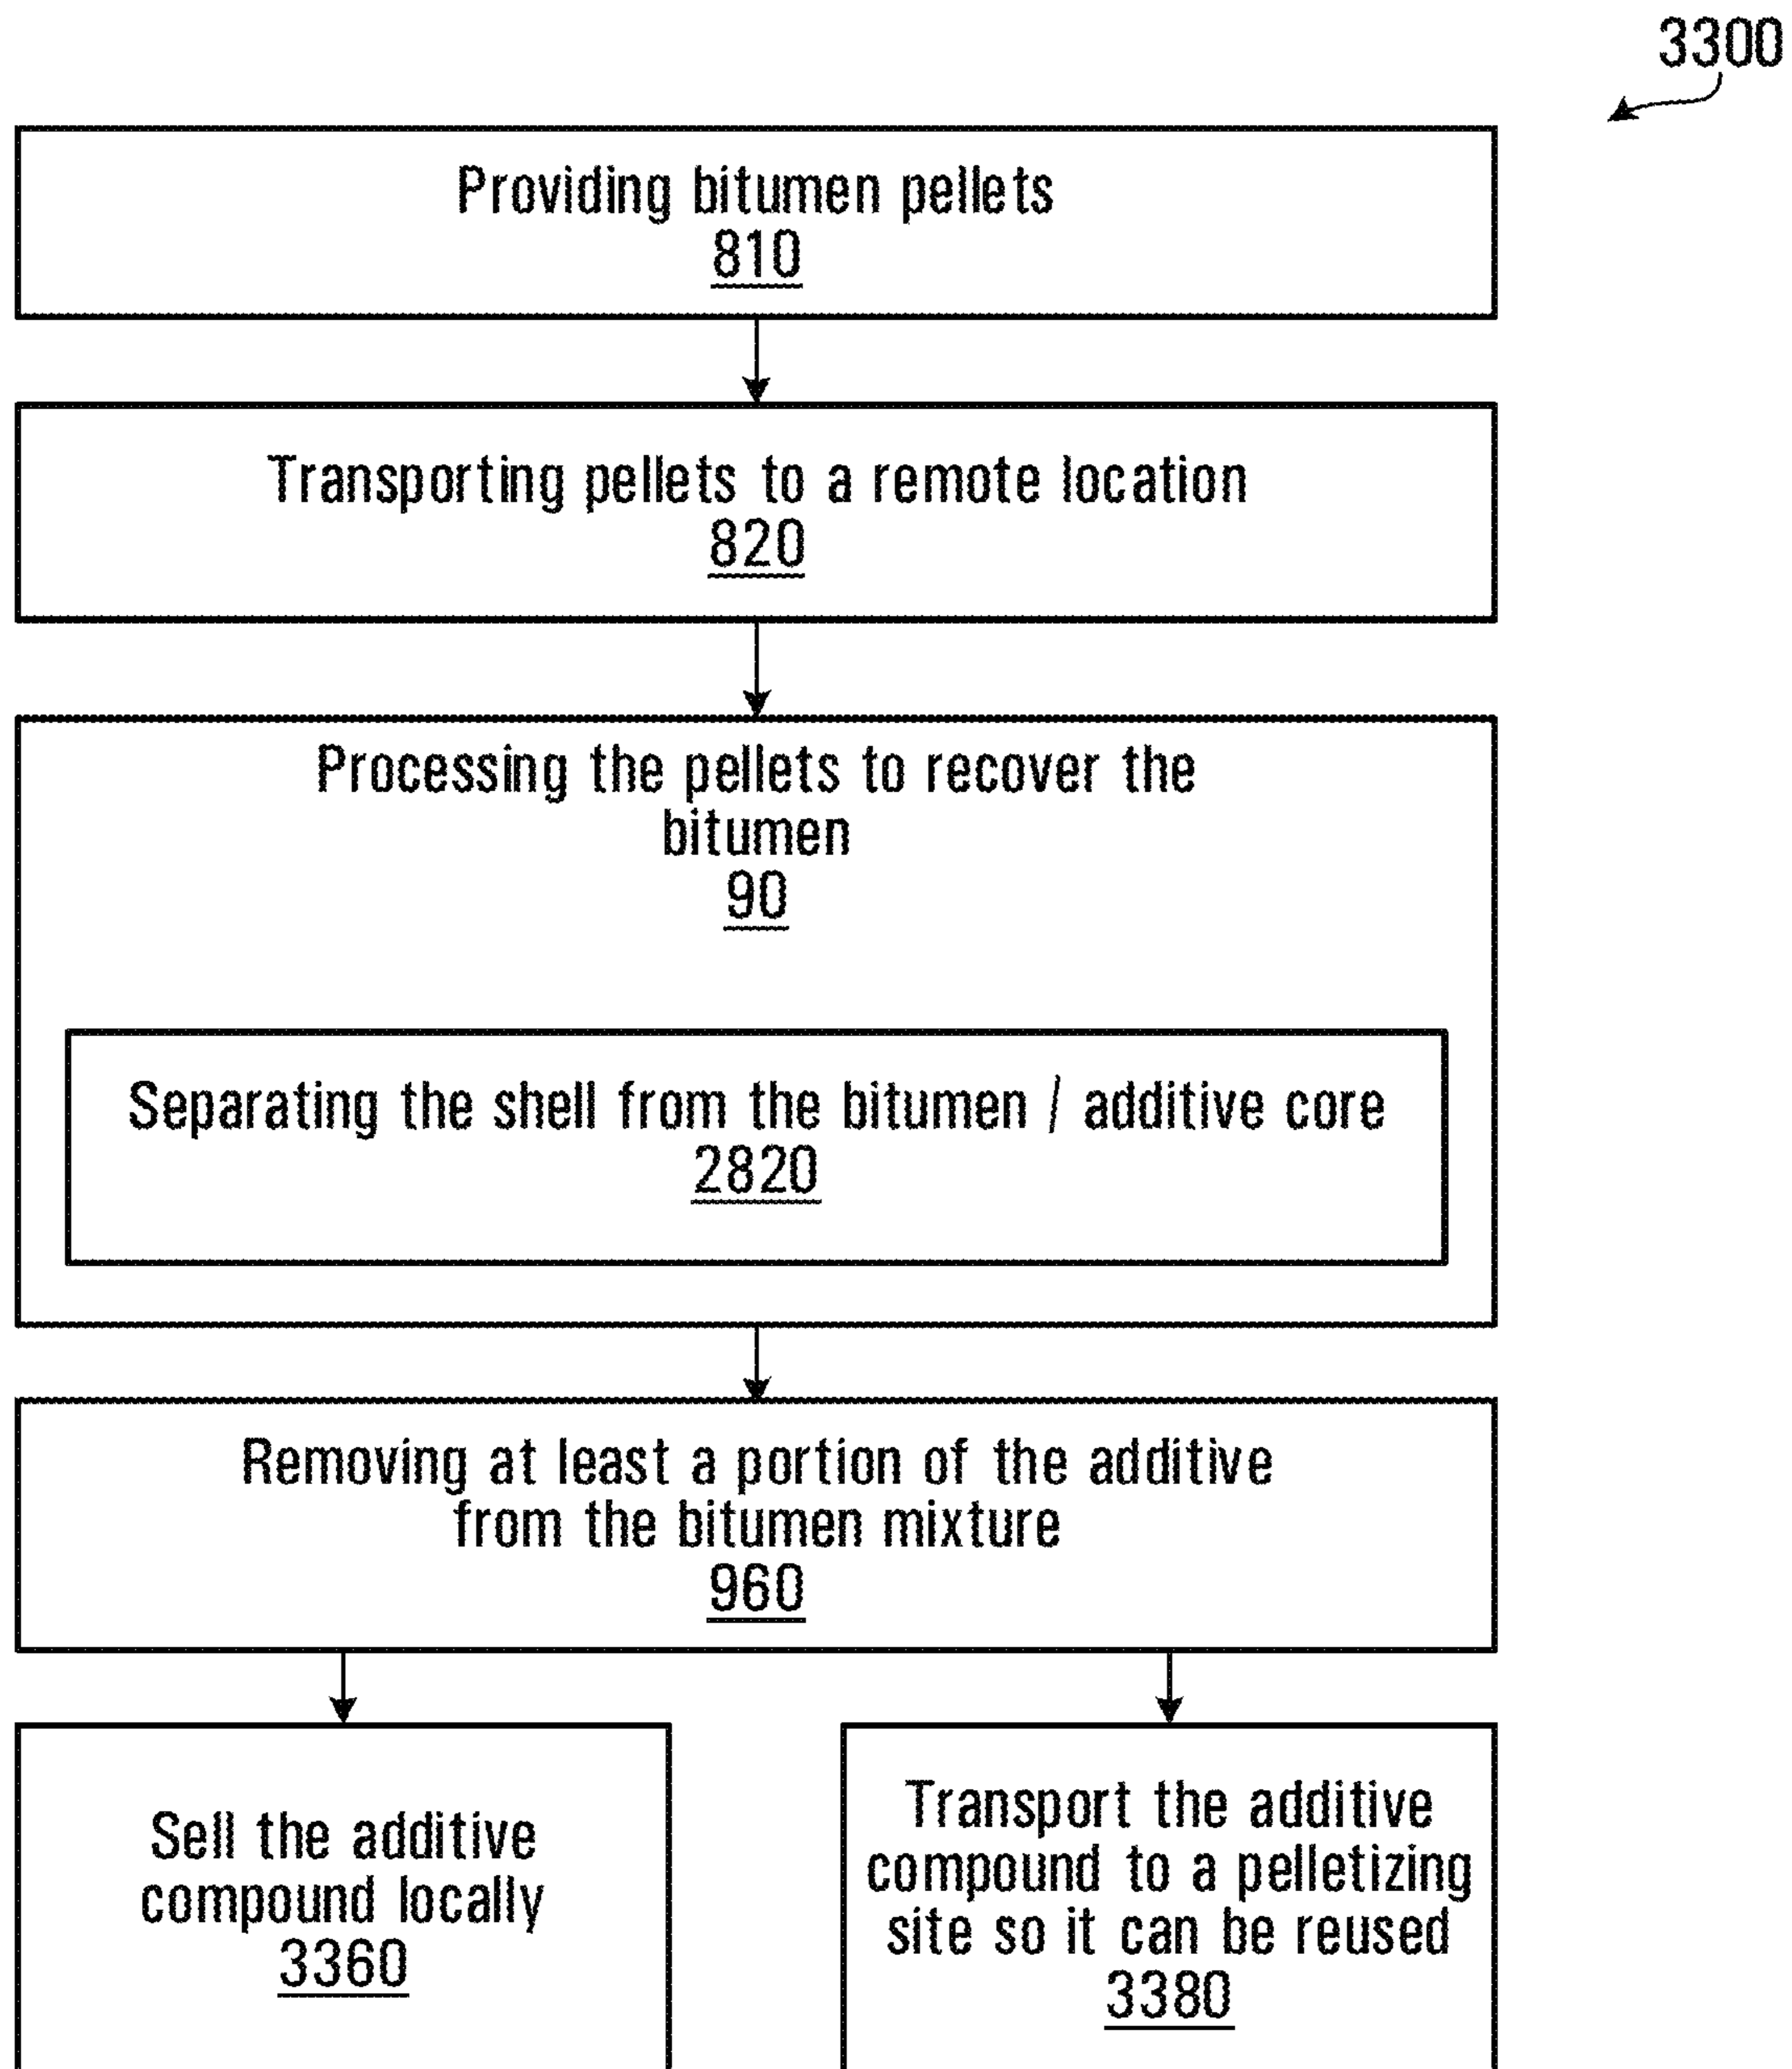 3300
Providing bitumen pellets
810
Transporting pellets to a remote location
820
Processing the pellets to recover the
bitumen
90
Separating the shell from the bitumen / additive core
2820
Removing at least a portion of the additive
from the bitumen mixture
960
Sell the additive
compound locally
3360
Transport the additive
compound to a pelletizing
site so it can be reused
3380